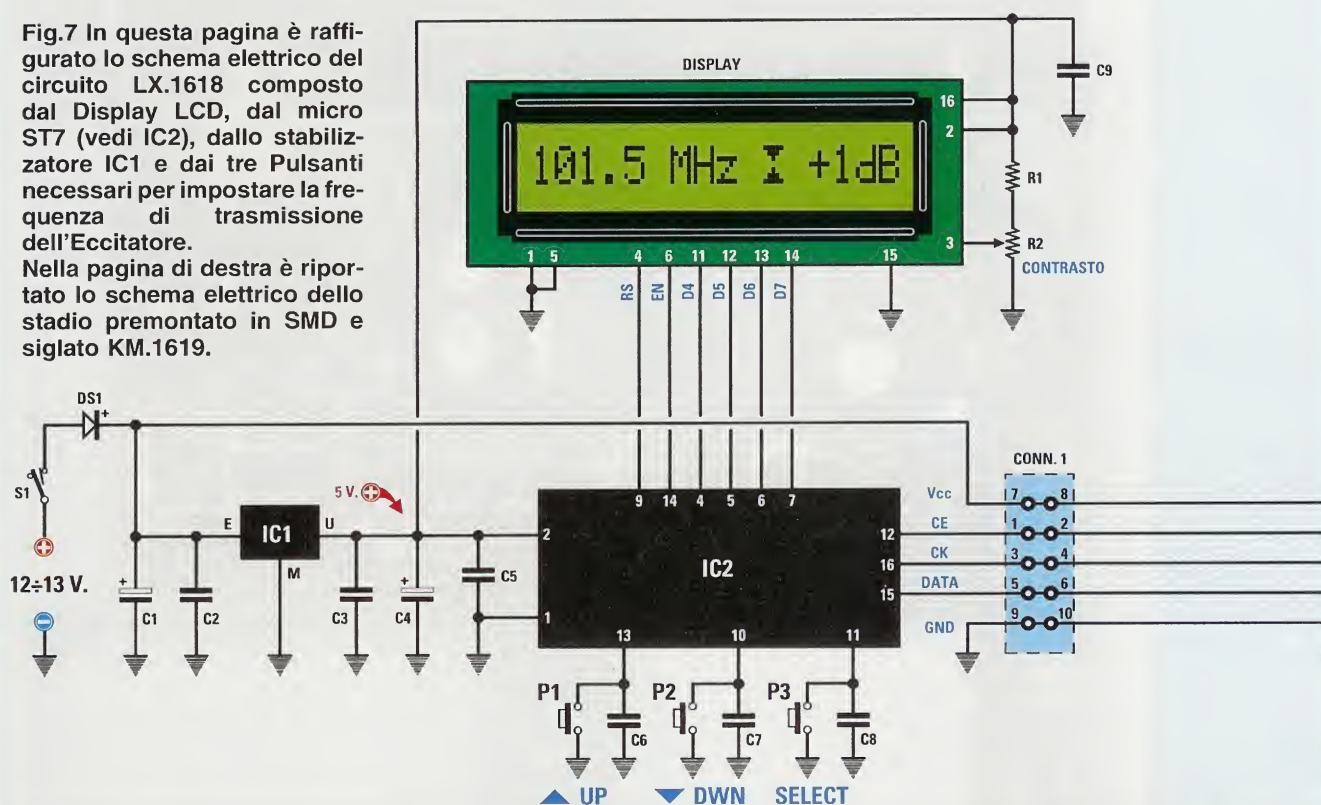 Fig.7 In questa pagina è raffi-
gurato lo schema elettrico del
circuito LX.1618 composto
dal Display LCD, dal micro
ST7 (vedi IC2), dallo stabiliz-
zatore IC1 e dai tre Pulsanti
necessari per impostare la fre-
quenza di trasmissione
dell'Eccitatore.
Nella pagina di destra è ripor-
tato lo schema elettrico dello
stadio premontato in SMD e
siglato KM.1619.
DISPLAY
101.5 MHz +1dB
16
2
3
C9
R1
R2
CONTRASTO
1 5 4 6 11 12 13 14 15
RS EN D4 D5 D6 D7
DS1
S1
12÷13 V.
C1
C2
E IC1 U
M
5 V.
C3
C4
C5
9 14 4 5 6 7
2
1
IC2
12
16
15
13 10 11
CONN. 1
Vcc 7 8
CE 1 2
CK 3 4
DATA 5 6
GND 9 10
P1 C6
P2 C7
P3 C8
UP
DWN
SELECT